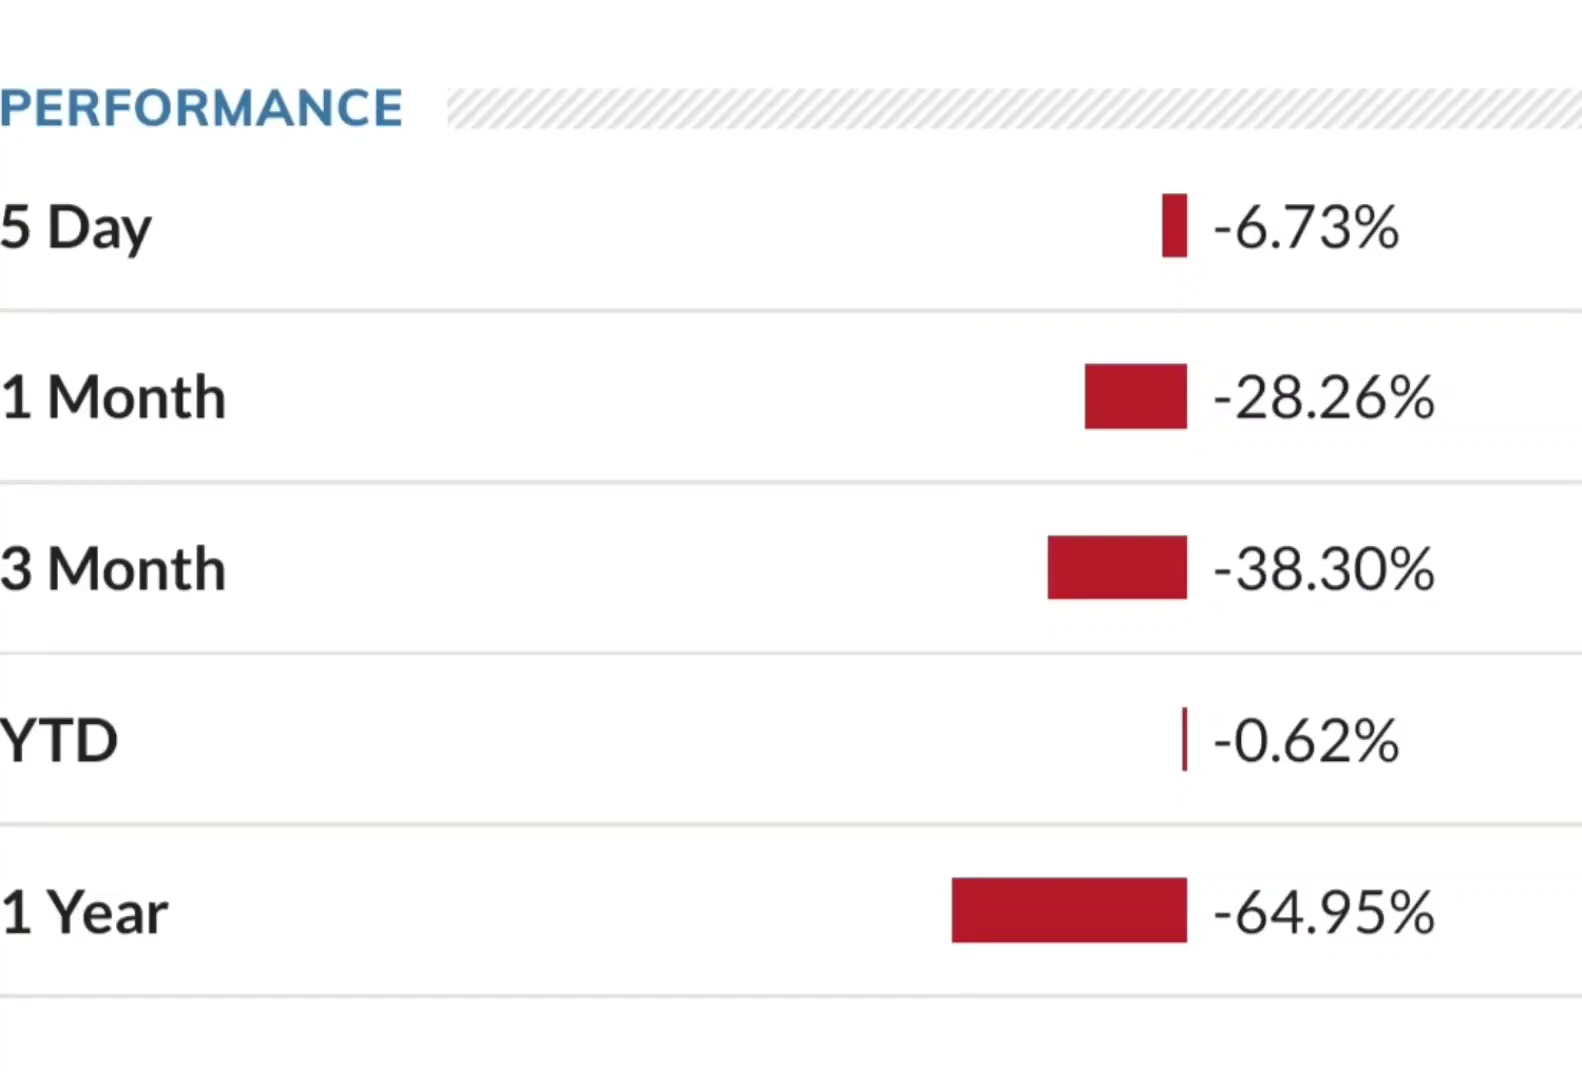 PERFORMANCE
5 Day -6.73%
1 Month -28.26%
3 Month -38.30%
YTD -0.62%
1 Year -64.95%